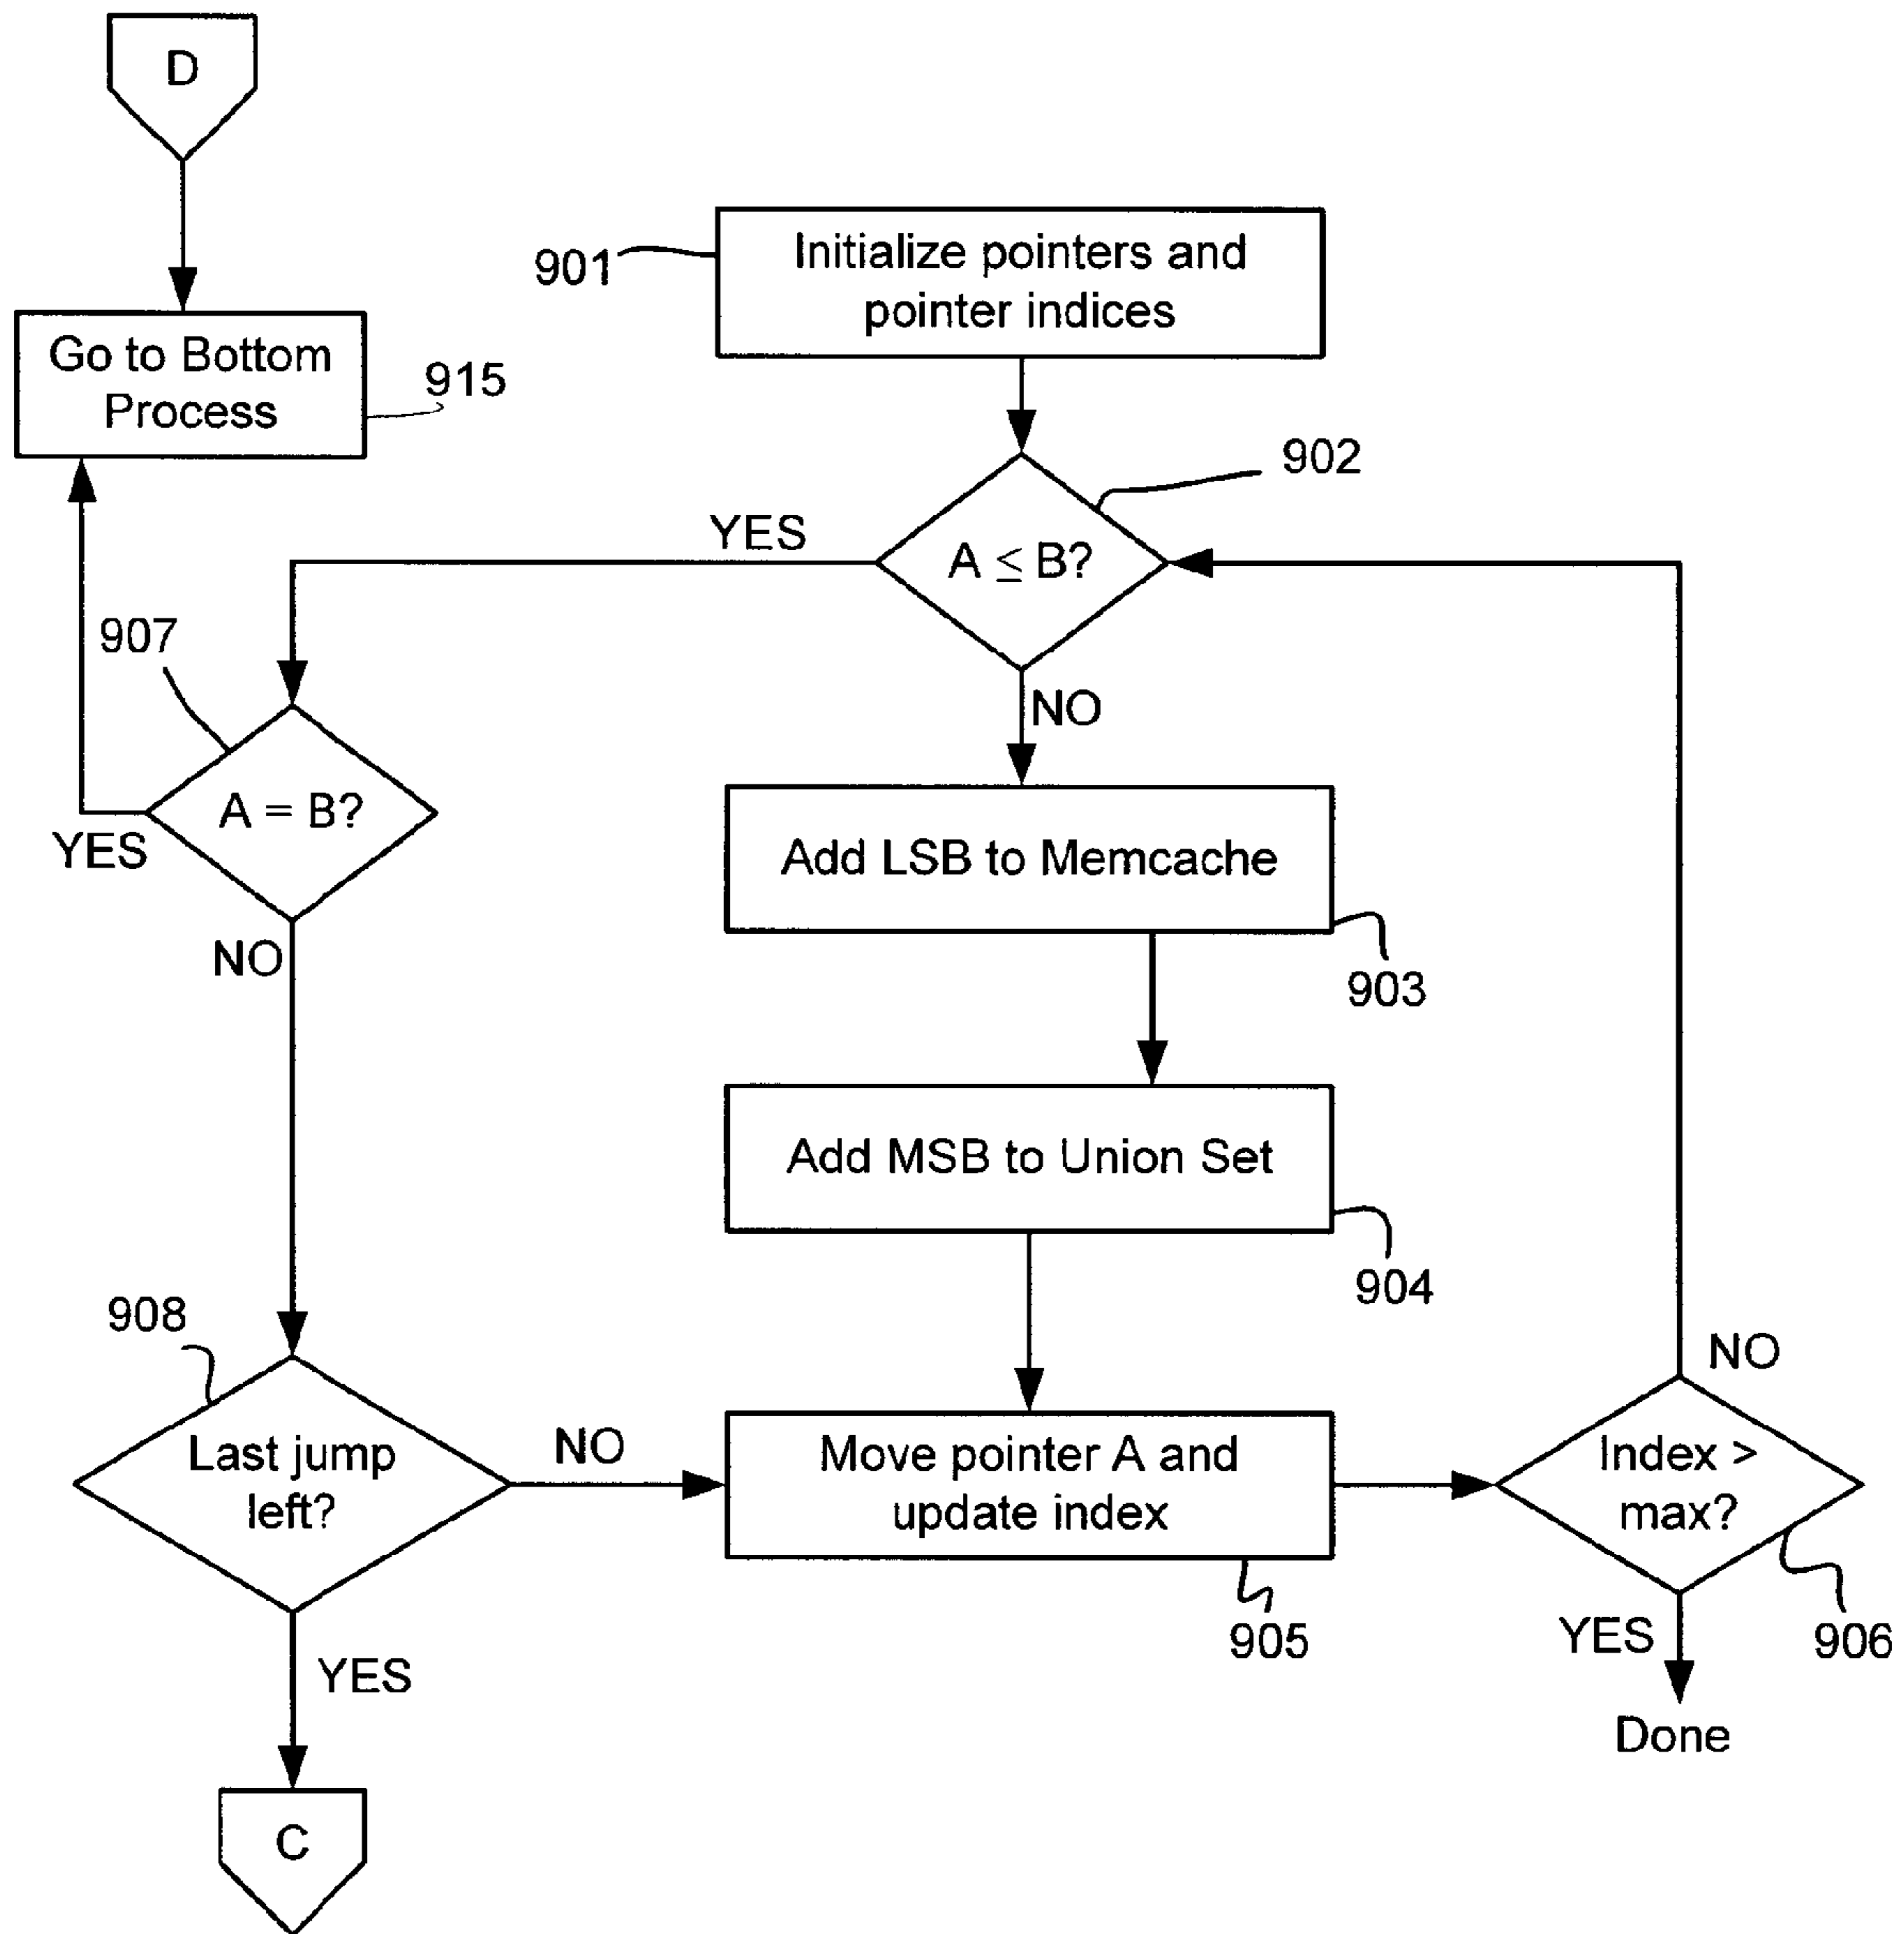 D
Initialize pointers and
pointer indices
901
Go to Bottom
Process
915
902
YES
A ≤ B?
907
NO
A = B?
YES
Add LSB to Memcache
NO
903
Add MSB to Union Set
904
908
NO
Last jump
left?
NO
Move pointer A and
update index
Index >
max?
905
YES
906
YES
Done
C